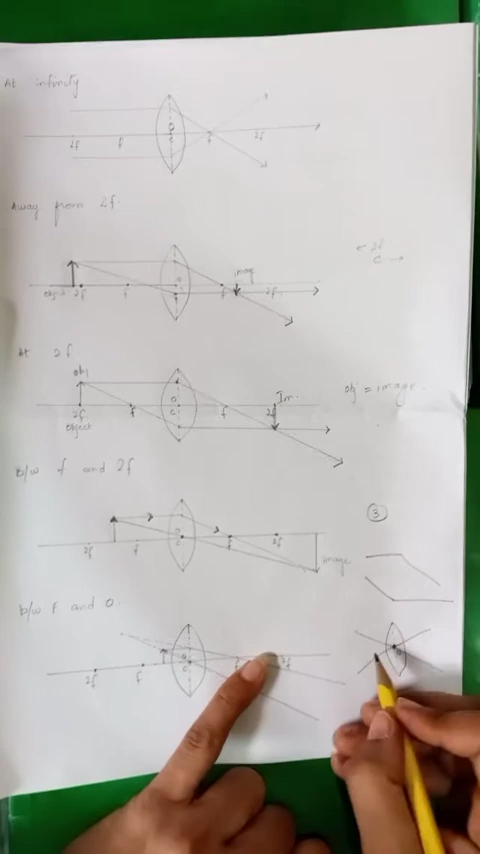 At infinity
2f f O C f 2f
Away from 2f.
Object 2f f f 2f
← 2f
C →
At 2f
obj
2f f O C f 2f Im.
object
obj = image.
b/w f and 2f
2f f O C f 2f
image
③
b/w F and O.
2f f O C 2f